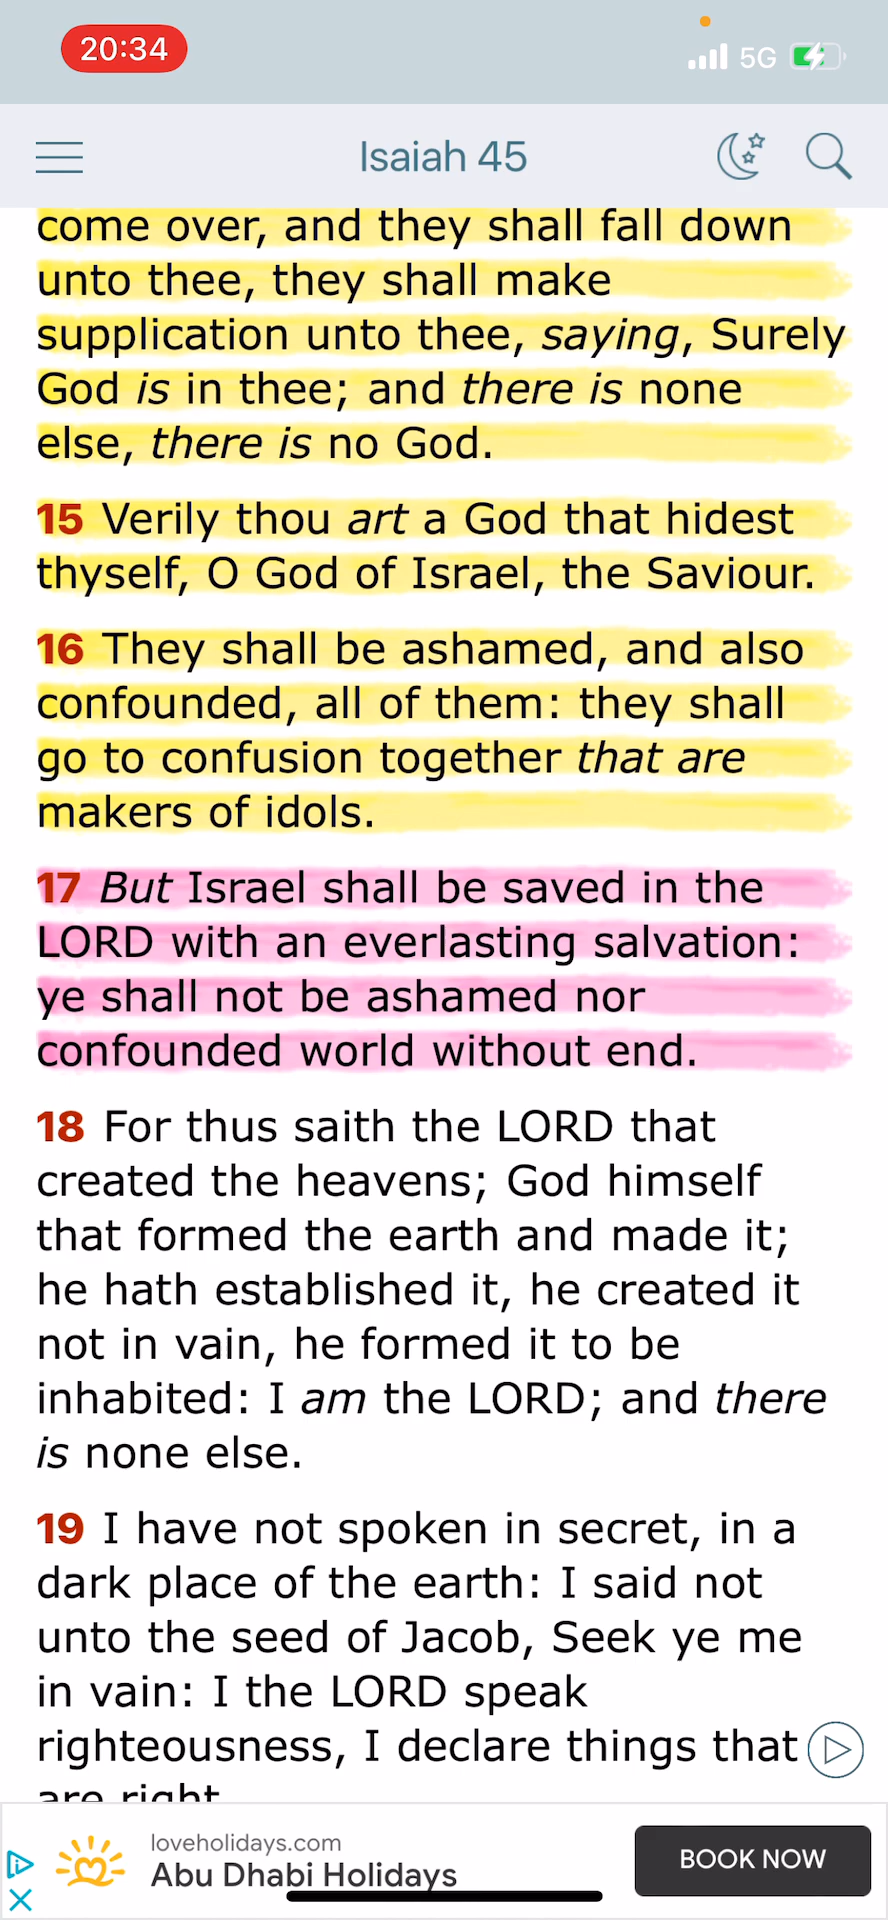 20:34
5G
Isaiah 45
come over, and they shall fall down
unto thee, they shall make
supplication unto thee, saying, Surely
God is in thee; and there is none
else, there is no God.
15 Verily thou art a God that hidest
thyself, O God of Israel, the Saviour.
16 They shall be ashamed, and also
confounded, all of them: they shall
go to confusion together that are
makers of idols.
17 But Israel shall be saved in the
LORD with an everlasting salvation:
ye shall not be ashamed nor
confounded world without end.
18 For thus saith the LORD that
created the heavens; God himself
that formed the earth and made it;
he hath established it, he created it
not in vain, he formed it to be
inhabited: I am the LORD; and there
is none else.
19 I have not spoken in secret, in a
dark place of the earth: I said not
unto the seed of Jacob, Seek ye me
in vain: I the LORD speak
righteousness, I declare things that
are right
loveholidays.com
Abu Dhabi Holidays
BOOK NOW